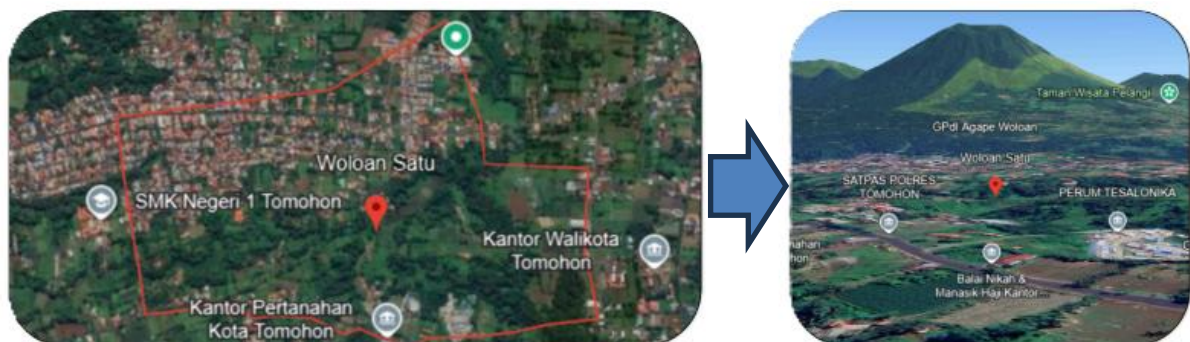 Woloan Satu
SMK Negeri 1 Tomohon
Kantor Walikota
Tomohon
Kantor Pertanahan
Kota Tomohon
Taman Wisata Pelangi
GPdI Agape Woloan
Woloan Satu
SATPAS POLRES
TOMOHON
PERUM TESALONIKA
Balai Nikah &
Manasik Haji Kantor